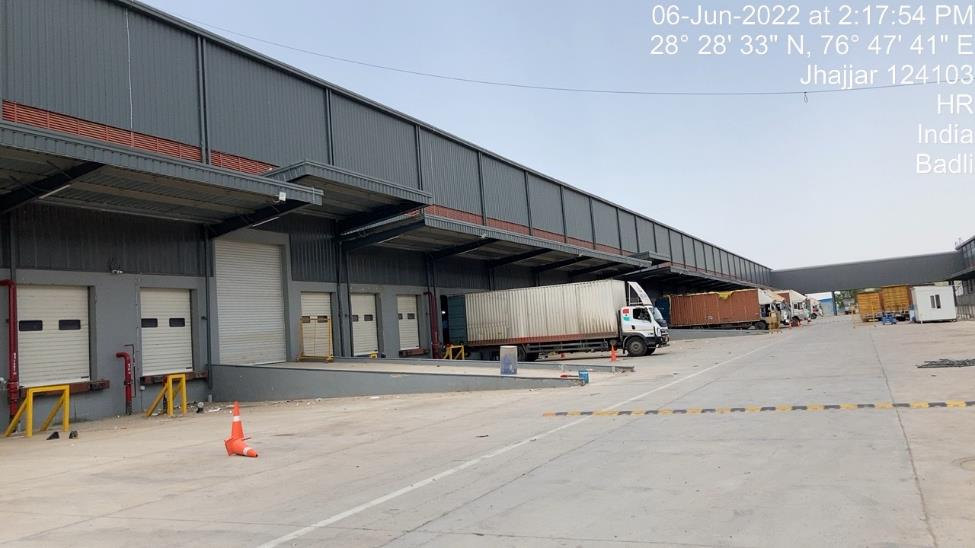 06-Jun-2022 at 2:17:54 PM
28° 28' 33" N, 76° 47' 41" E
Jhajjar 124103
HR
India
Badli